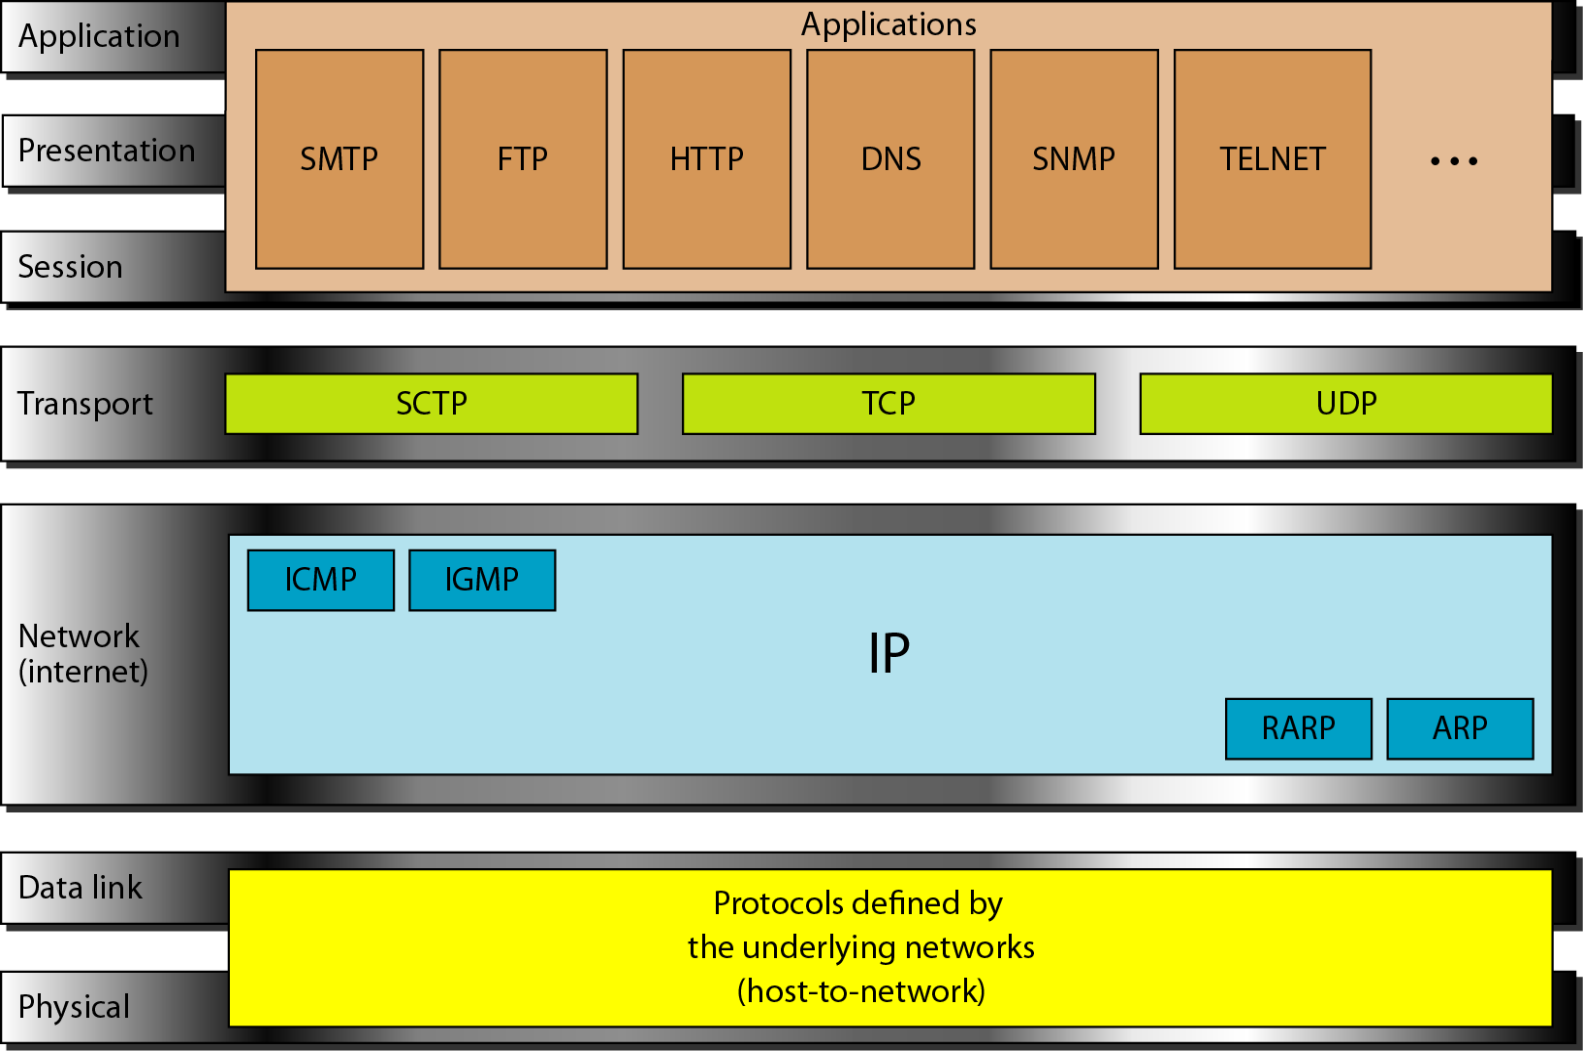 Application
Applications
Presentation
SMTP
FTP
HTTP
DNS
SNMP
TELNET
...
Session
Transport
SCTP
TCP
UDP
Network
(internet)
ICMP
IGMP
IP
RARP
ARP
Data link
Protocols defined by
the underlying networks
(host-to-network)
Physical